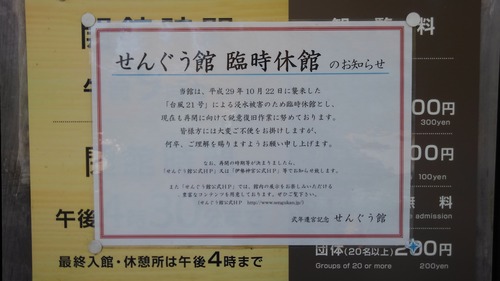 せんぐう館 臨時休館 のお知らせ
当館は、平成29年10月22日に襲来した
「台風21号」による浸水被害のため臨時休館とし、
現在も再開に向けて鋭意復旧作業に努めております。
皆様方には大変ご不便をお掛けしますが、
何卒、ご理解を賜りますようお願い申し上げます。
なお、再開の時期等が決まりましたら、
「せんぐう館公式HP」又は「伊勢神宮公式HP」等でお知らせ致します。
また「せんぐう館公式HP」では、館内の展示をお楽しみいただける
豊富なコンテンツを用意しております。ぜひご覧下さい。
(せんぐう館公式HP http://www.sengukan.jp/)
式年遷宮記念 せんぐう館
午後
最終入館・休憩所は午後4時まで
料
00円
300yen
00円
100yen
料
admission
団体(20名以上)200円
Groups of 20 or more 200yen